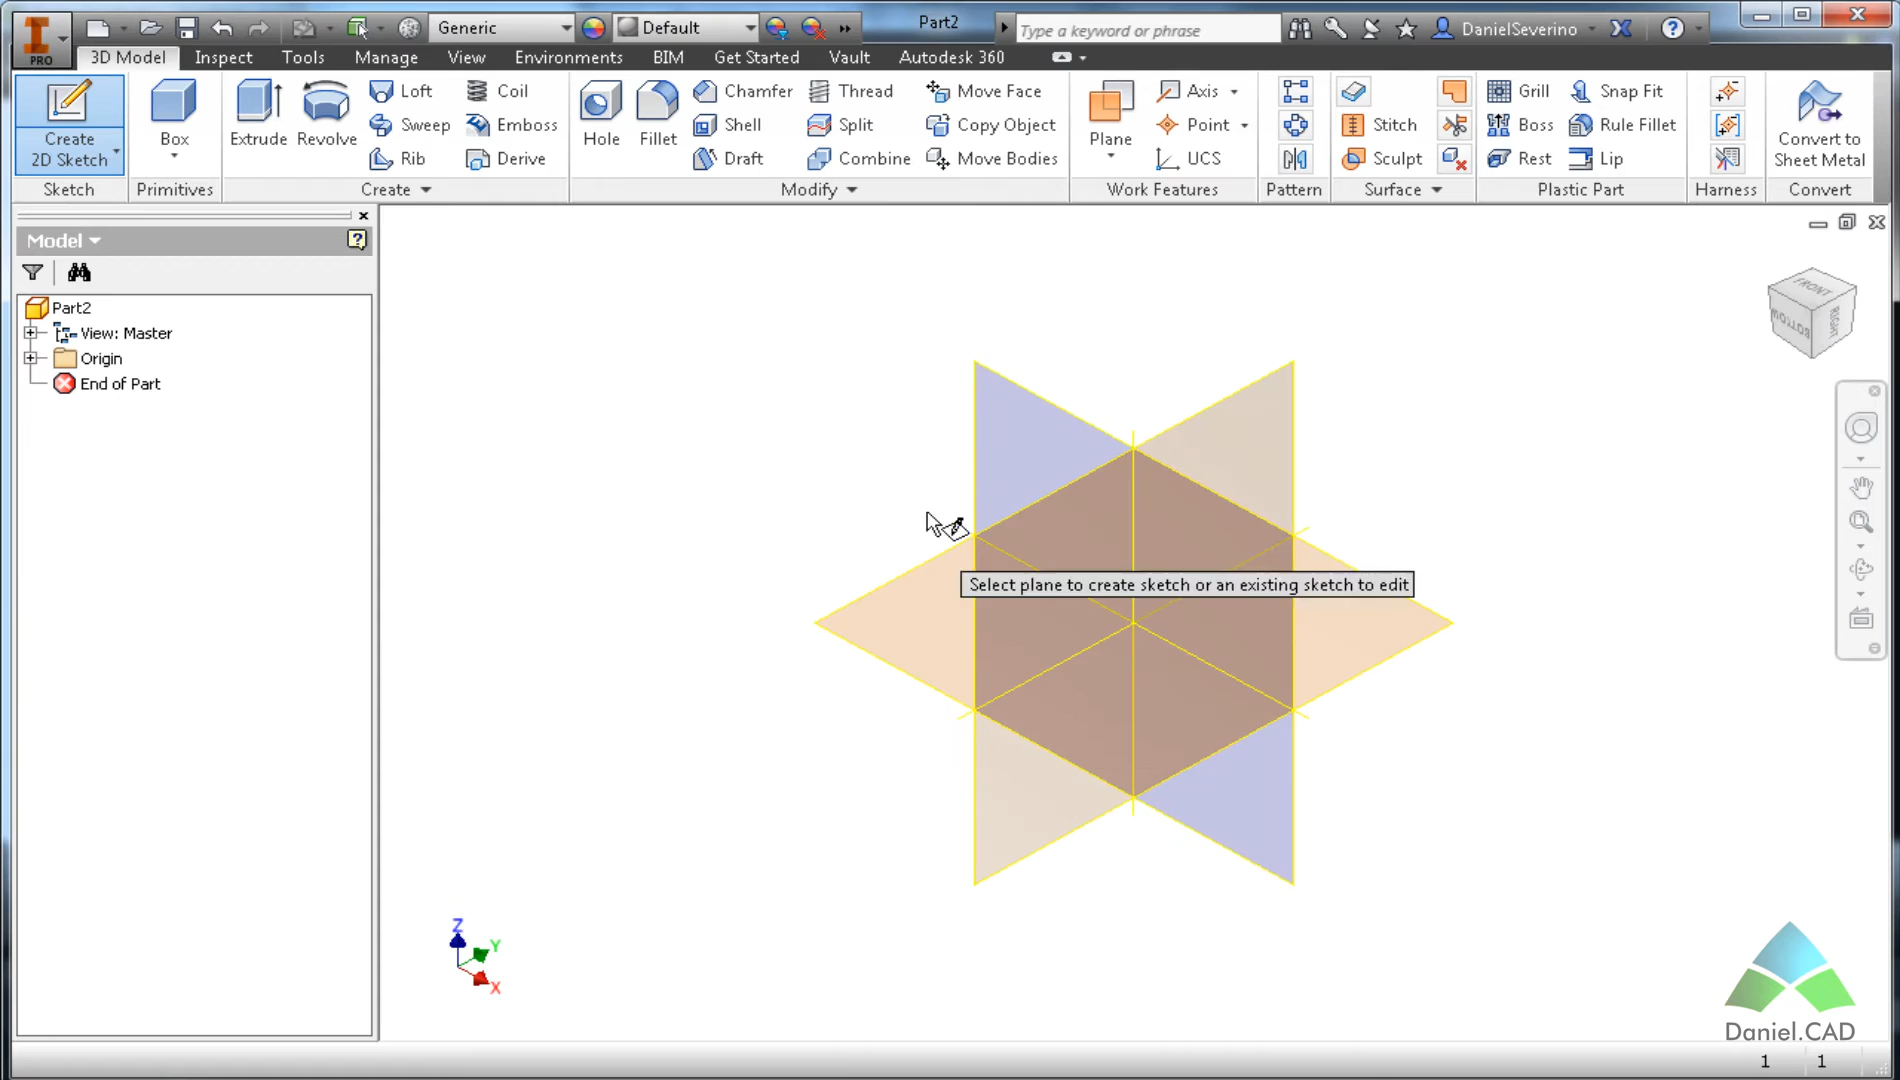 PRO
Generic
Default
Part2
Type a keyword or phrase
DanielSeverino
3D Model
Inspect
Tools
Manage
View
Environments
BIM
Get Started
Vault
Autodesk 360
Create
2D Sketch
Box
Extrude
Revolve
Loft
Sweep
Rib
Coil
Emboss
Derive
Hole
Fillet
Chamfer
Shell
Draft
Thread
Split
Combine
Move Face
Copy Object
Move Bodies
Plane
Axis
Point
UCS
Stitch
Sculpt
Grill
Boss
Rest
Snap Fit
Rule Fillet
Lip
Convert to
Sheet Metal
Sketch
Primitives
Create
Modify
Work Features
Pattern
Surface
Plastic Part
Harness
Convert
Model
Part2
View: Master
Origin
End of Part
FRONT
BOTTOM
RIGHT
Select plane to create sketch or an existing sketch to edit
Z
Y
X
Daniel.CAD
1 1